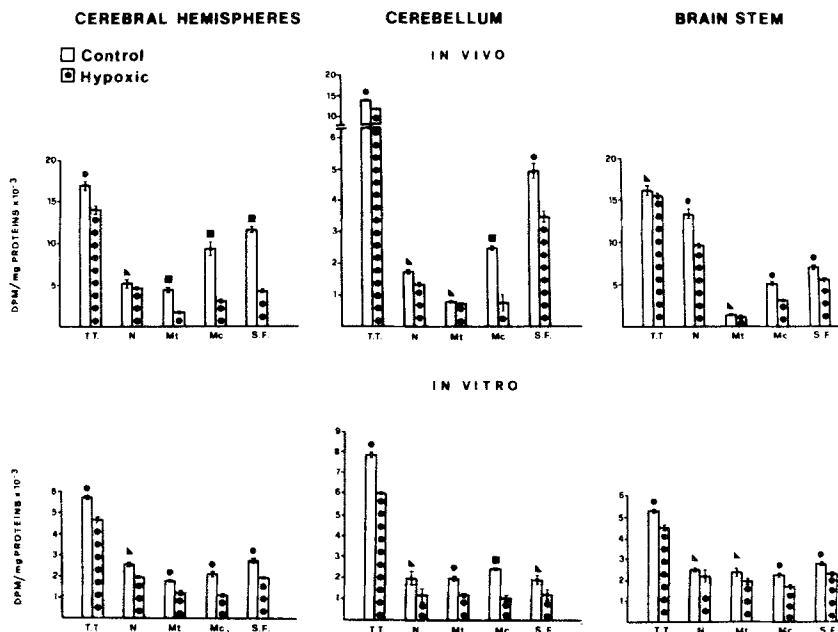 CEREBRAL HEMISPHERES CEREBELLUM BRAIN STEM
Control
Hypoxic
IN VIVO
DPM/mg PROTEINS x10-3
20
15
10
5
T.T. N Mt Mc S.F.
20
15
10
6
5
4
3
2
1
T.T. N Mt Mc S.F.
20
15
10
5
T.T N Mt Mc S.F.
IN VITRO
DPM/mg PROTEINS x10-3
6
5
4
3
2
1
T.T. N Mt Mc, S.F.
9
8
7
6
5
4
3
2
1
T.T. N Mt Mc S.F.
6
5
4
3
2
1
T.T N Mt Mc S.F.